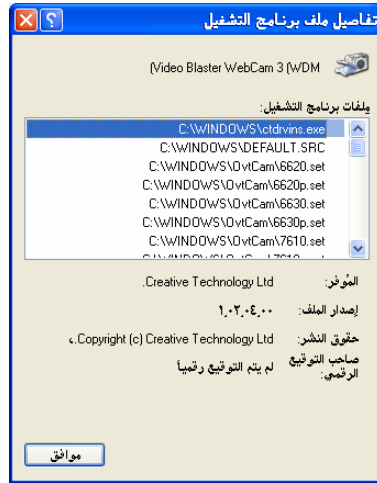 تفاصيل ملف برنامج التشغيل
(Video Blaster WebCam 3 (WDM
ملفات برنامج التشغيل:
C:\WINDOWS\ctdrvins.exe
C:\WINDOWS\DEFAULT.SRC
C:\WINDOWS\OvtCam\6620.set
C:\WINDOWS\OvtCam\6620p.set
C:\WINDOWS\OvtCam\6630.set
C:\WINDOWS\OvtCam\6630p.set
C:\WINDOWS\OvtCam\7610.set
المُوفر: Creative Technology Ltd.
إصدار الملف: ١,٠٢,٠٤,٠٠
حقوق النشر: Copyright (c) Creative Technology Ltd.،
صاحب التوقيع الرقمي: لم يتم التوقيع رقمياً
موافق